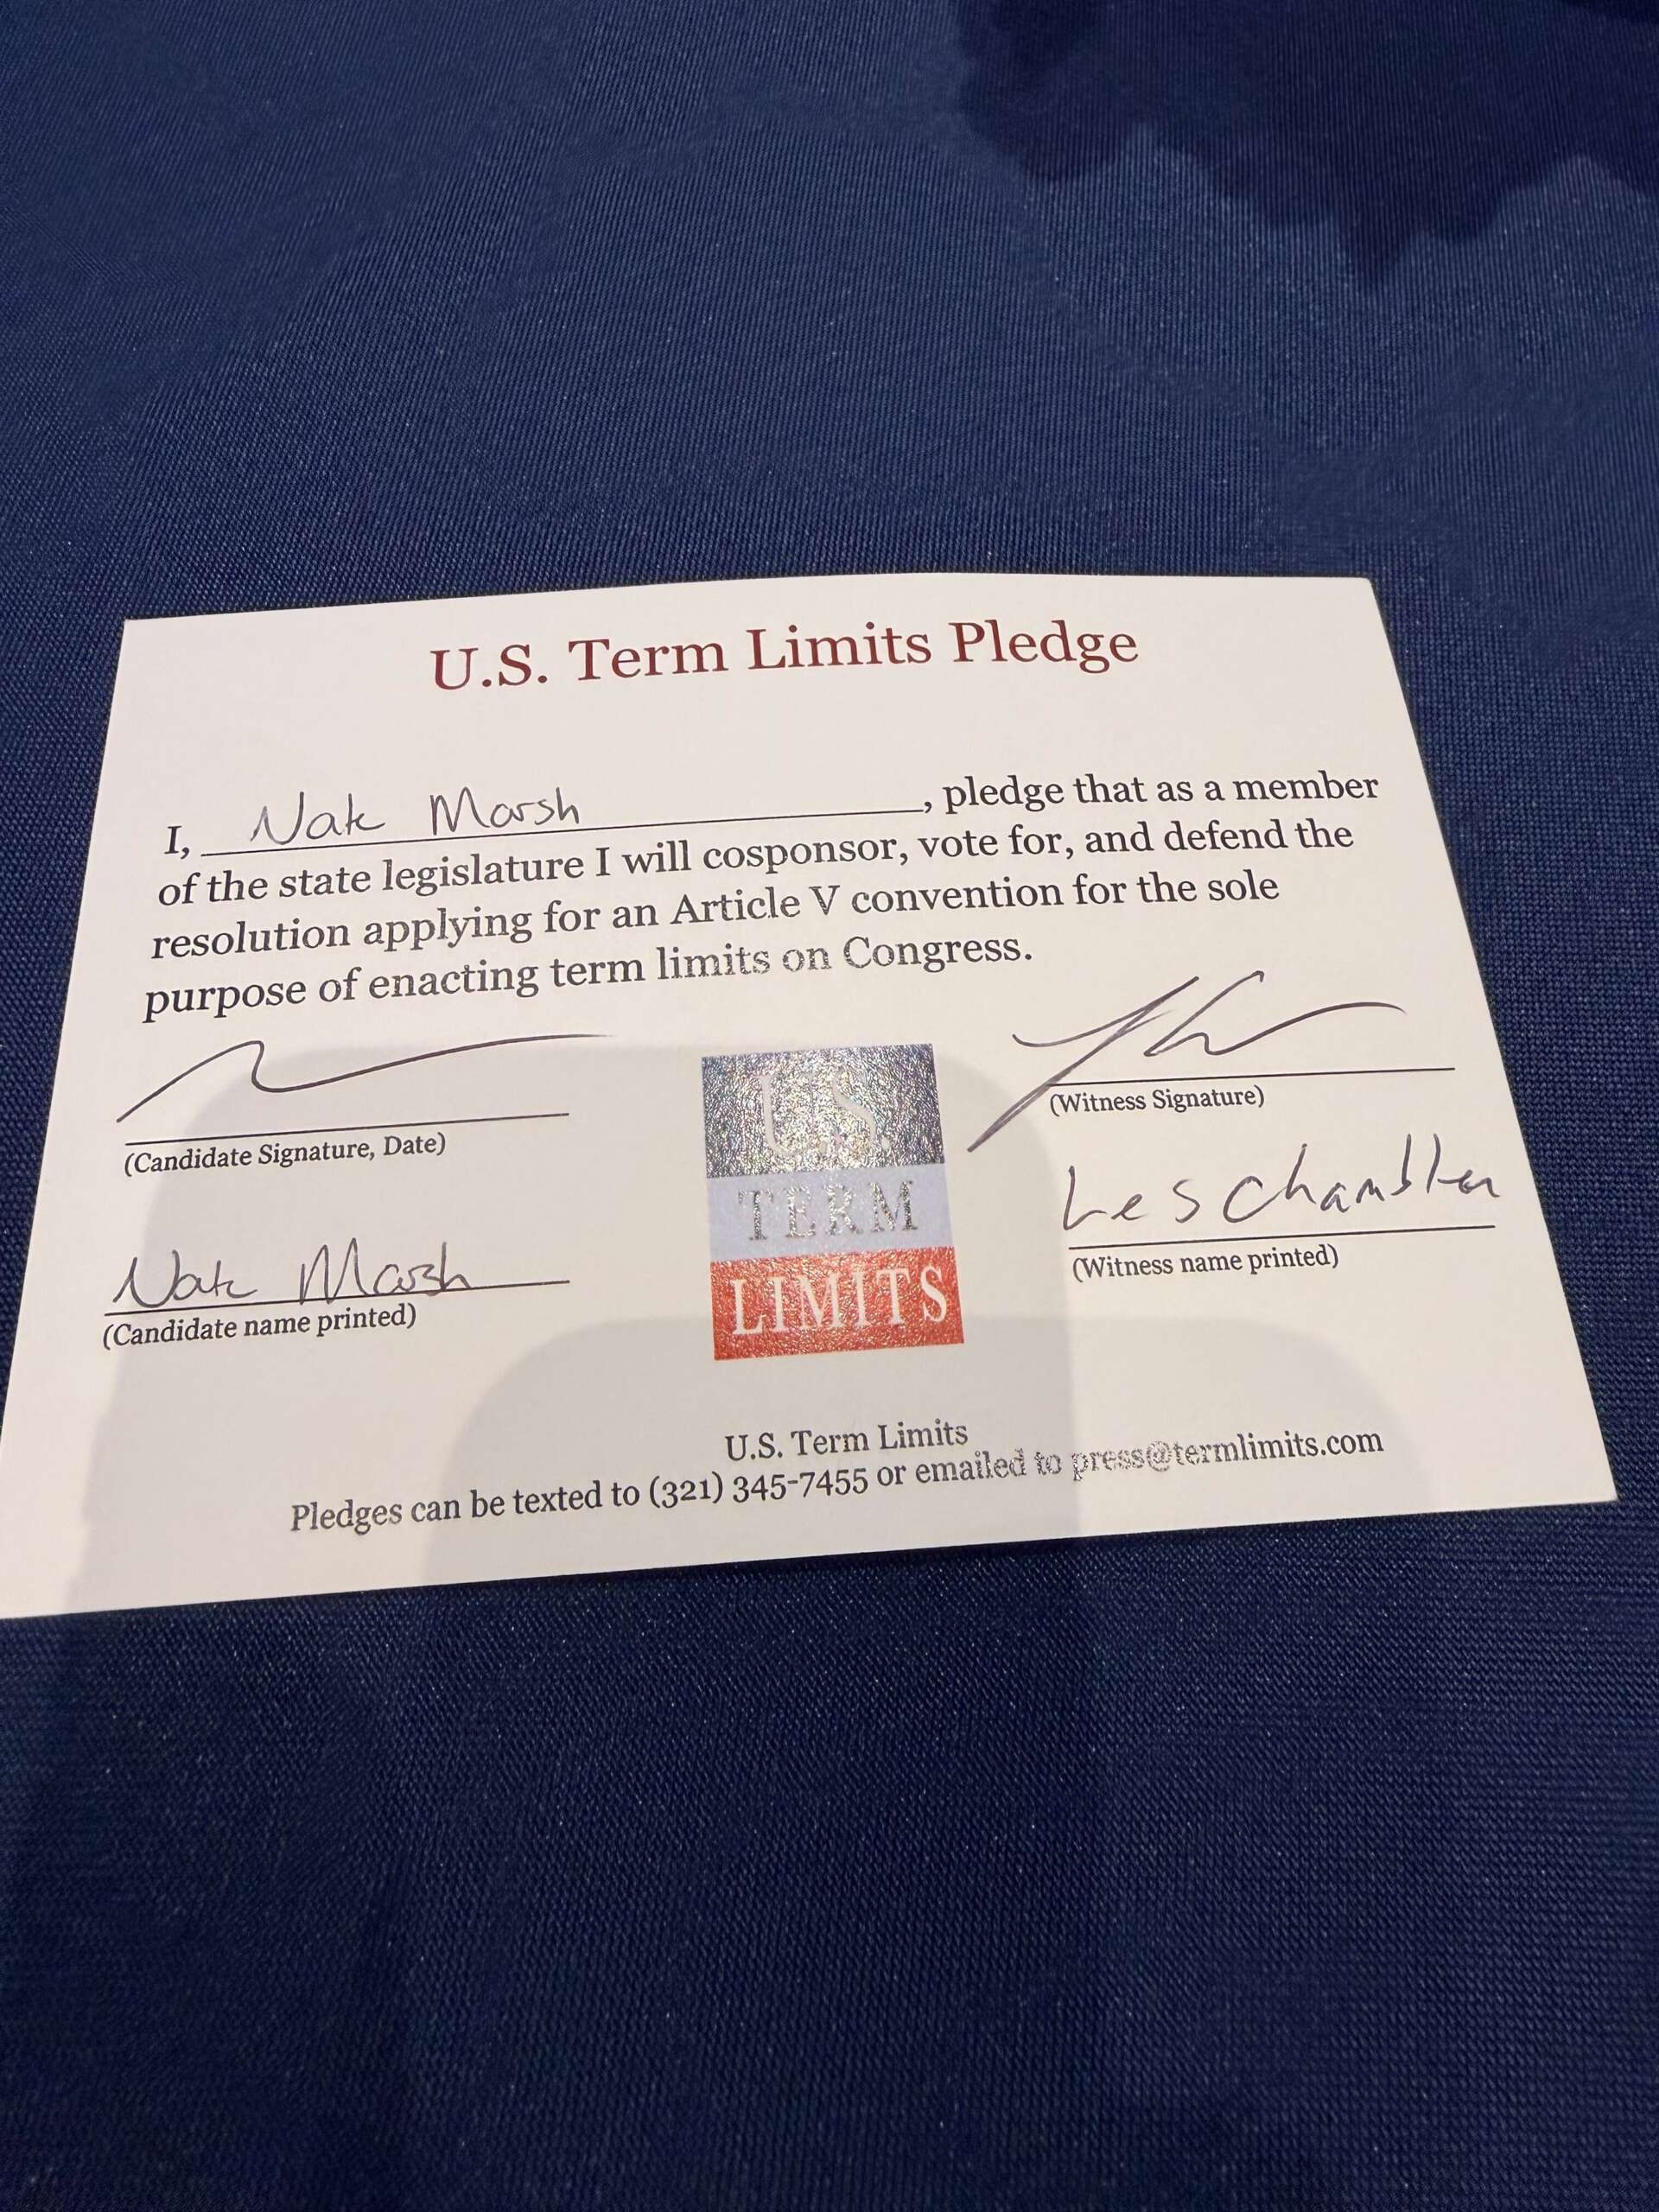 U.S. Term Limits Pledge
I, Nate Marsh, pledge that as a member
of the state legislature I will cosponsor, vote for, and defend the
resolution applying for an Article V convention for the sole
purpose of enacting term limits on Congress.
(Candidate Signature, Date)
(Witness Signature)
Nate Marsh
(Candidate name printed)
Les Chandler
(Witness name printed)
U.S.
TERM
LIMITS
U.S. Term Limits
Pledges can be texted to (321) 345-7455 or emailed to press@termlimits.com